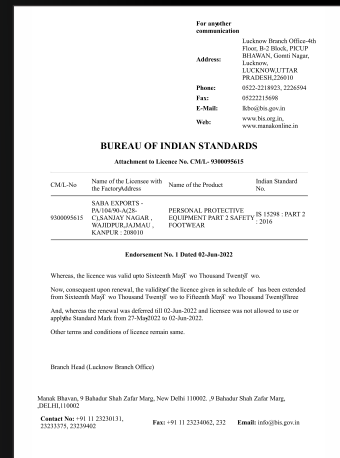 For any other
communication
Address:
Lucknow Branch Office-4th
Floor, B-2 Block, PICUP
BHAWAN, Gomti Nagar,
Lucknow,
LUCKNOW,UTTAR
PRADESH,226010
Phone: 0522-2218923, 2226594
Fax: 05222215698
E-Mail: lkbo@bis.gov.in
Web: www.bis.org.in,
www.manakonline.in
BUREAU OF INDIAN STANDARDS
Attachment to Licence No. CM/L- 9300095615
CM/L-No
Name of the Licensee with
the Factory Address
Name of the Product
Indian Standard
No.
9300095615
SABA EXPORTS -
PA/104/90-A(28-
C),SANJAY NAGAR ,
WAJIDPUR,JAJMAU ,
KANPUR : 208010
PERSONAL PROTECTIVE
EQUIPMENT PART 2 SAFETY
FOOTWEAR
IS 15298 : PART 2
: 2016
Endorsement No. 1 Dated 02-Jun-2022
Whereas, the licence was valid upto Sixteenth May Two Thousand Twenty Two.
Now, consequent upon renewal, the validity of the licence given in schedule of has been extended
from Sixteenth May Two Thousand Twenty Two to Fifteenth May Two Thousand Twenty Three
And, whereas the renewal was deferred till 02-Jun-2022 and licensee was not allowed to use or
apply the Standard Mark from 27-May-2022 to 02-Jun-2022.
Other terms and conditions of licence remain same.
Branch Head (Lucknow Branch Office)
Manak Bhavan, 9 Bahadur Shah Zafar Marg, New Delhi 110002. ,9 Bahadur Shah Zafar Marg,
,DELHI,110002
Contact No: +91 11 23230131,
23233375, 23239402
Fax: +91 11 23234062, 232
Email: info@bis.gov.in